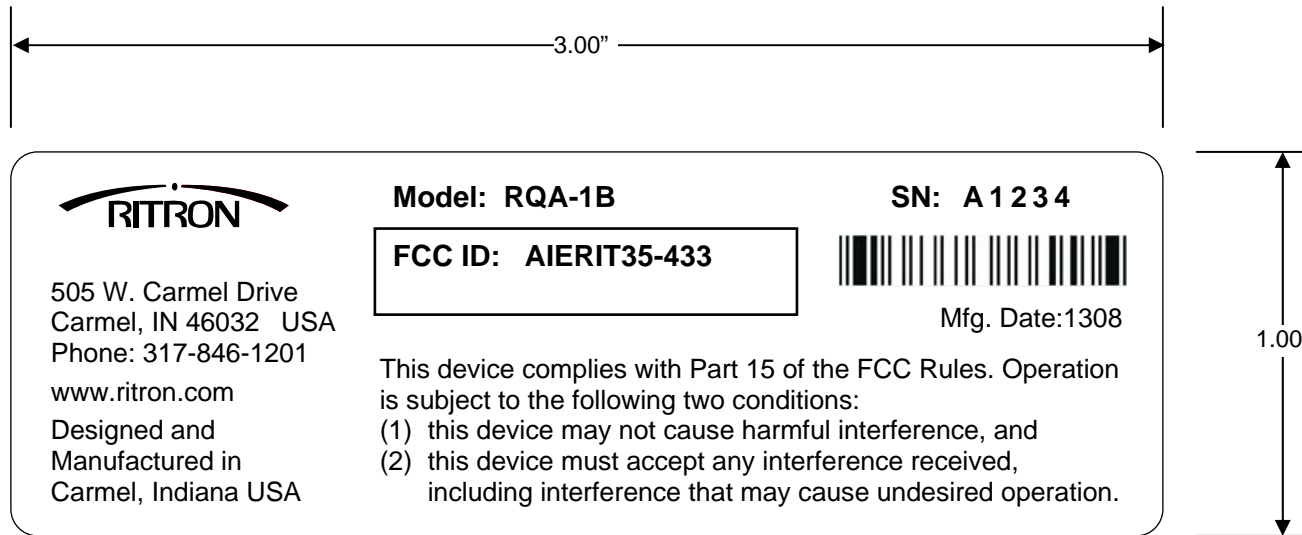 3.00”
RITRON
505 W. Carmel Drive
Carmel, IN 46032   USA
Phone: 317-846-1201
www.ritron.com
Designed and
Manufactured in
Carmel, Indiana USA
Model:  RQA-1B
FCC ID:   AIERIT35-433
SN:  A1234
Mfg. Date:1308
This device complies with Part 15 of the FCC Rules. Operation
is subject to the following two conditions:
(1)  this device may not cause harmful interference, and
(2)  this device must accept any interference received,
including interference that may cause undesired operation.
1.00